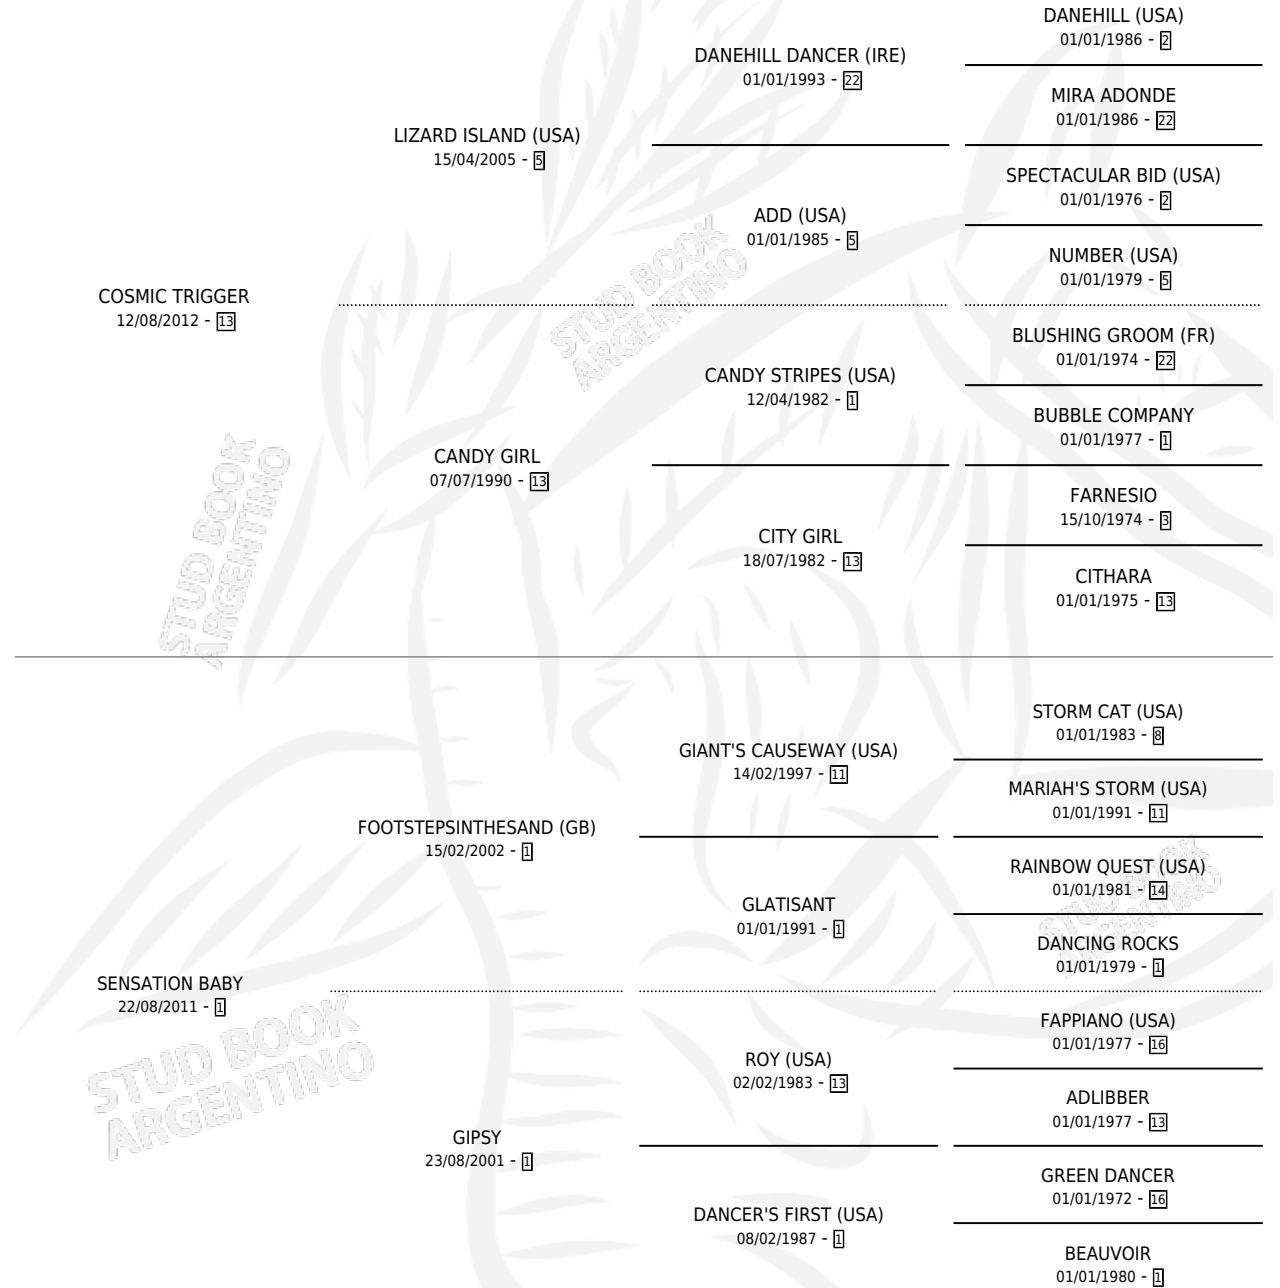 DANEHILL (USA)
01/01/1986 - 2
DANEHILL DANCER (IRE)
01/01/1993 - 22
MIRA ADONDE
01/01/1986 - 22
LIZARD ISLAND (USA)
15/04/2005 - 5
SPECTACULAR BID (USA)
01/01/1976 - 2
ADD (USA)
01/01/1985 - 5
NUMBER (USA)
01/01/1979 - 5
COSMIC TRIGGER
12/08/2012 - 13
STUD BOOK
ARGENTINO
BLUSHING GROOM (FR)
01/01/1974 - 22
CANDY STRIPES (USA)
12/04/1982 - 1
BUBBLE COMPANY
01/01/1977 - 1
CANDY GIRL
07/07/1990 - 13
FARNESIO
15/10/1974 - 3
CITY GIRL
18/07/1982 - 13
CITHARA
01/01/1975 - 13
STUD BOOK
ARGENTINO
STORM CAT (USA)
01/01/1983 - 8
GIANT'S CAUSEWAY (USA)
14/02/1997 - 11
MARIAH'S STORM (USA)
01/01/1991 - 11
FOOTSTEPSINTHESAND (GB)
15/02/2002 - 1
RAINBOW QUEST (USA)
01/01/1981 - 14
GLATISANT
01/01/1991 - 1
STUD BOOK
ARGENTINO
DANCING ROCKS
01/01/1979 - 1
SENSATION BABY
22/08/2011 - 1
STUD BOOK
ARGENTINO
FAPPIANO (USA)
01/01/1977 - 16
ROY (USA)
02/02/1983 - 13
ADLIBBER
01/01/1977 - 13
GIPSY
23/08/2001 - 1
GREEN DANCER
01/01/1972 - 16
DANCER'S FIRST (USA)
08/02/1987 - 1
BEAUVOIR
01/01/1980 - 1